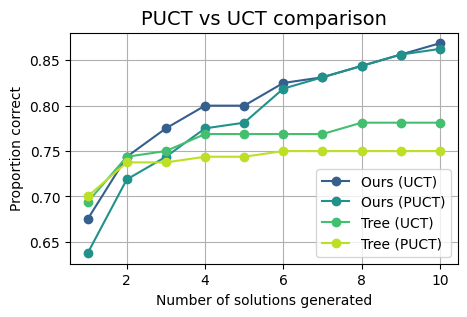 PUCT vs UCT comparison
Proportion correct
0.85
0.80
0.75
0.70
0.65
Ours (UCT)
Ours (PUCT)
Tree (UCT)
Tree (PUCT)
2
4
6
8
10
Number of solutions generated